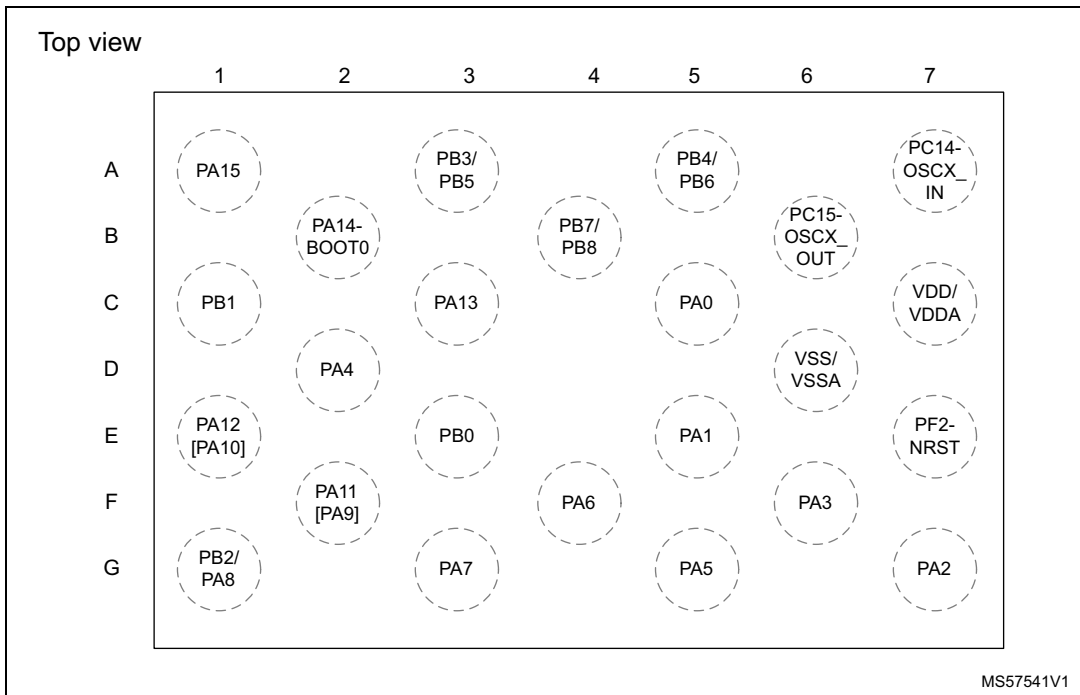 Top view
1 2 3 4 5 6 7
A PA15 PB3/ PB5 PB4/ PB6 PC14- OSCX_ IN
B PA14- BOOT0 PB7/ PB8 PC15- OSCX_ OUT
C PB1 PA13 PA0 VDD/ VDDA
D PA4 VSS/ VSSA
E PA12 [PA10] PB0 PA1 PF2- NRST
F PA11 [PA9] PA6 PA3
G PB2/ PA8 PA7 PA5 PA2
MS57541V1